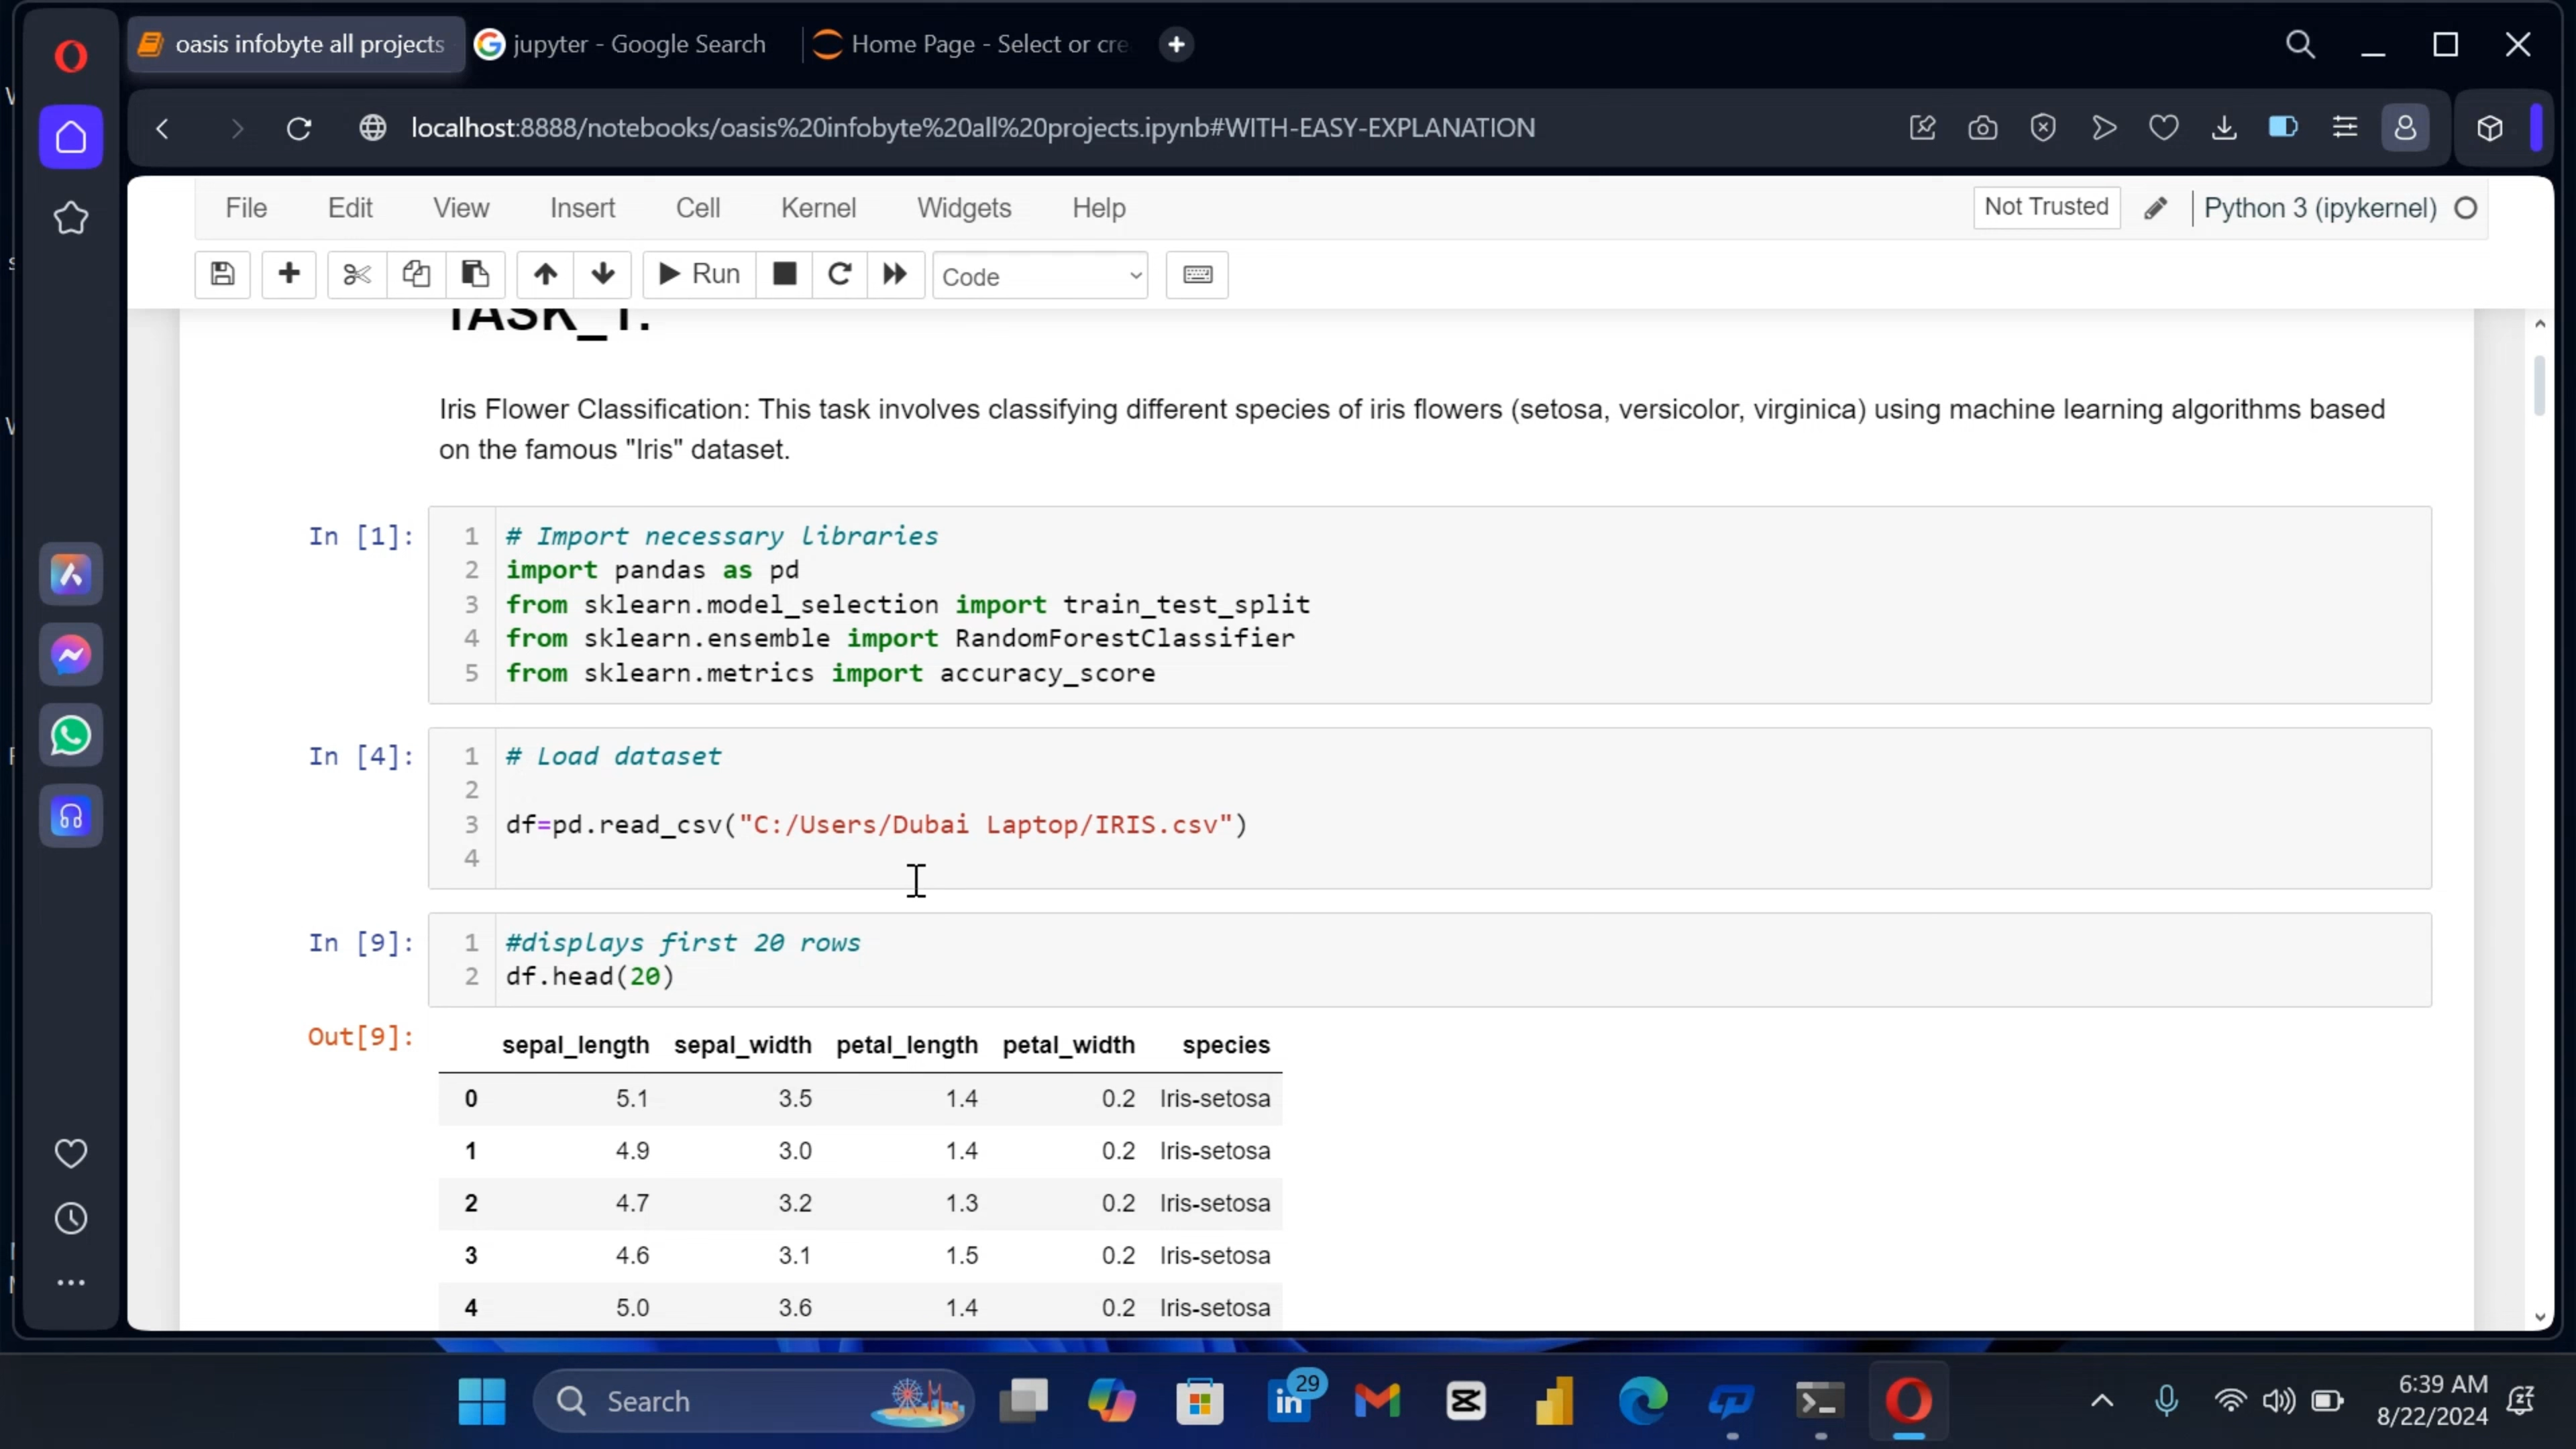 oasis infobyte all projects
jupyter - Google Search
Home Page - Select or cre
localhost:8888/notebooks/oasis%20infobyte%20all%20projects.ipynb#WITH-EASY-EXPLANATION
File Edit View Insert Cell Kernel Widgets Help
Not Trusted
Python 3 (ipykernel)
Run
Code
TASK_1:
Iris Flower Classification: This task involves classifying different species of iris flowers (setosa, versicolor, virginica) using machine learning algorithms based
on the famous "Iris" dataset.
In [1]:
1 # Import necessary libraries
2 import pandas as pd
3 from sklearn.model_selection import train_test_split
4 from sklearn.ensemble import RandomForestClassifier
5 from sklearn.metrics import accuracy_score
In [4]:
1 # Load dataset
2
3 df=pd.read_csv("C:/Users/Dubai Laptop/IRIS.csv")
4
In [9]:
1 #displays first 20 rows
2 df.head(20)
Out[9]:
sepal_length sepal_width petal_length petal_width species
0 5.1 3.5 1.4 0.2 Iris-setosa
1 4.9 3.0 1.4 0.2 Iris-setosa
2 4.7 3.2 1.3 0.2 Iris-setosa
3 4.6 3.1 1.5 0.2 Iris-setosa
4 5.0 3.6 1.4 0.2 Iris-setosa
Search
29
6:39 AM
8/22/2024